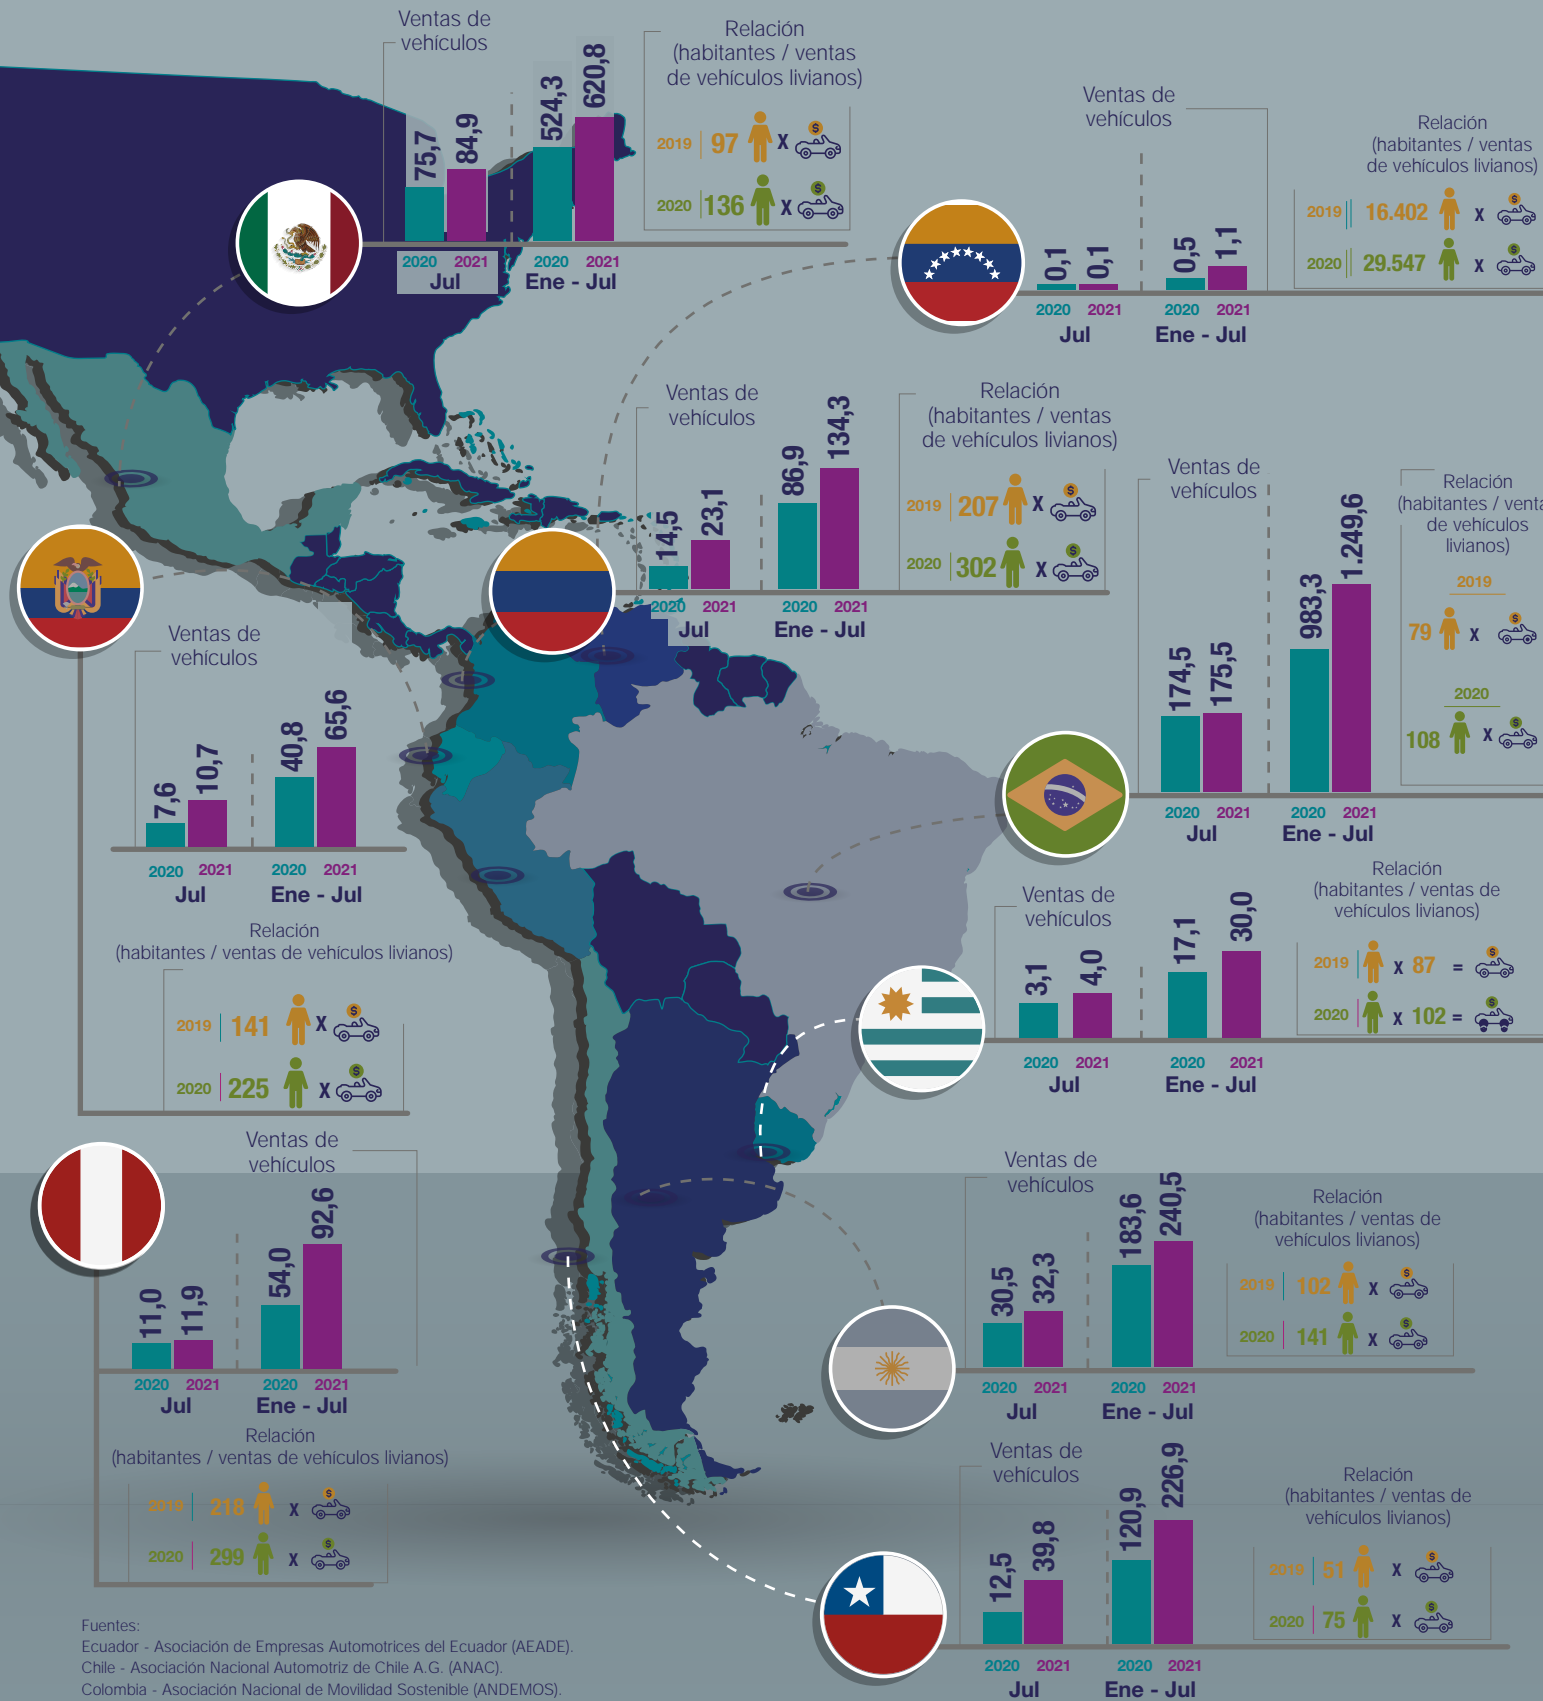 Ventas de
vehículos
75,7
84,9
524,3
620,8
2020 2021
Jul
2020 2021
Ene - Jul
Relación
(habitantes / ventas
de vehículos livianos)
2019 97 X $
2020 136 X $
Ventas de
vehículos
0,1
0,1
0,5
1,1
2020 2021
Jul
2020 2021
Ene - Jul
Relación
(habitantes / ventas
de vehículos livianos)
2019 16.402 X $
2020 29.547 X $
Ventas de
vehículos
14,5
23,1
86,9
134,3
2020 2021
Jul
2020 2021
Ene - Jul
Relación
(habitantes / ventas
de vehículos livianos)
2019 207 X $
2020 302 X $
Ventas de
vehículos
174,5
175,5
983,3
1.249,6
2020 2021
Jul
2020 2021
Ene - Jul
Relación
(habitantes / venta
de vehículos
livianos)
2019
79 X $
2020
108 X $
Ventas de
vehículos
7,6
10,7
40,8
65,6
2020 2021
Jul
2020 2021
Ene - Jul
Relación
(habitantes / ventas de vehículos livianos)
2019 141 X $
2020 225 X $
Ventas de
vehículos
3,1
4,0
17,1
30,0
2020 2021
Jul
2020 2021
Ene - Jul
Relación
(habitantes / ventas de
vehículos livianos)
2019 X 87 = $
2020 X 102 = $
Ventas de
vehículos
11,0
11,9
54,0
92,6
2020 2021
Jul
2020 2021
Ene - Jul
Relación
(habitantes / ventas de vehículos livianos)
2019 218 X $
2020 299 X $
Ventas de
vehículos
30,5
32,3
183,6
240,5
2020 2021
Jul
2020 2021
Ene - Jul
Relación
(habitantes / ventas de
vehículos livianos)
2019 102 X $
2020 141 X $
Ventas de
vehículos
12,5
39,8
120,9
226,9
2020 2021
Jul
2020 2021
Ene - Jul
Relación
(habitantes / ventas de
vehículos livianos)
2019 51 X $
2020 75 X $
Fuentes:
Ecuador - Asociación de Empresas Automotrices del Ecuador (AEADE).
Chile - Asociación Nacional Automotriz de Chile A.G. (ANAC).
Colombia - Asociación Nacional de Movilidad Sostenible (ANDEMOS).